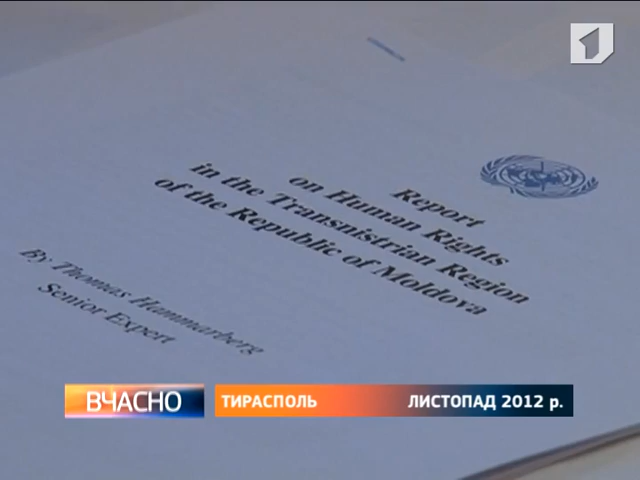 1
Report
on Human Rights
in the Transnistrian Region
of the Republic of Moldova
By Thomas Hammarberg
Senior Expert
ВЧАСНО
ТИРАСПОЛЬ
ЛИСТОПАД 2012 р.